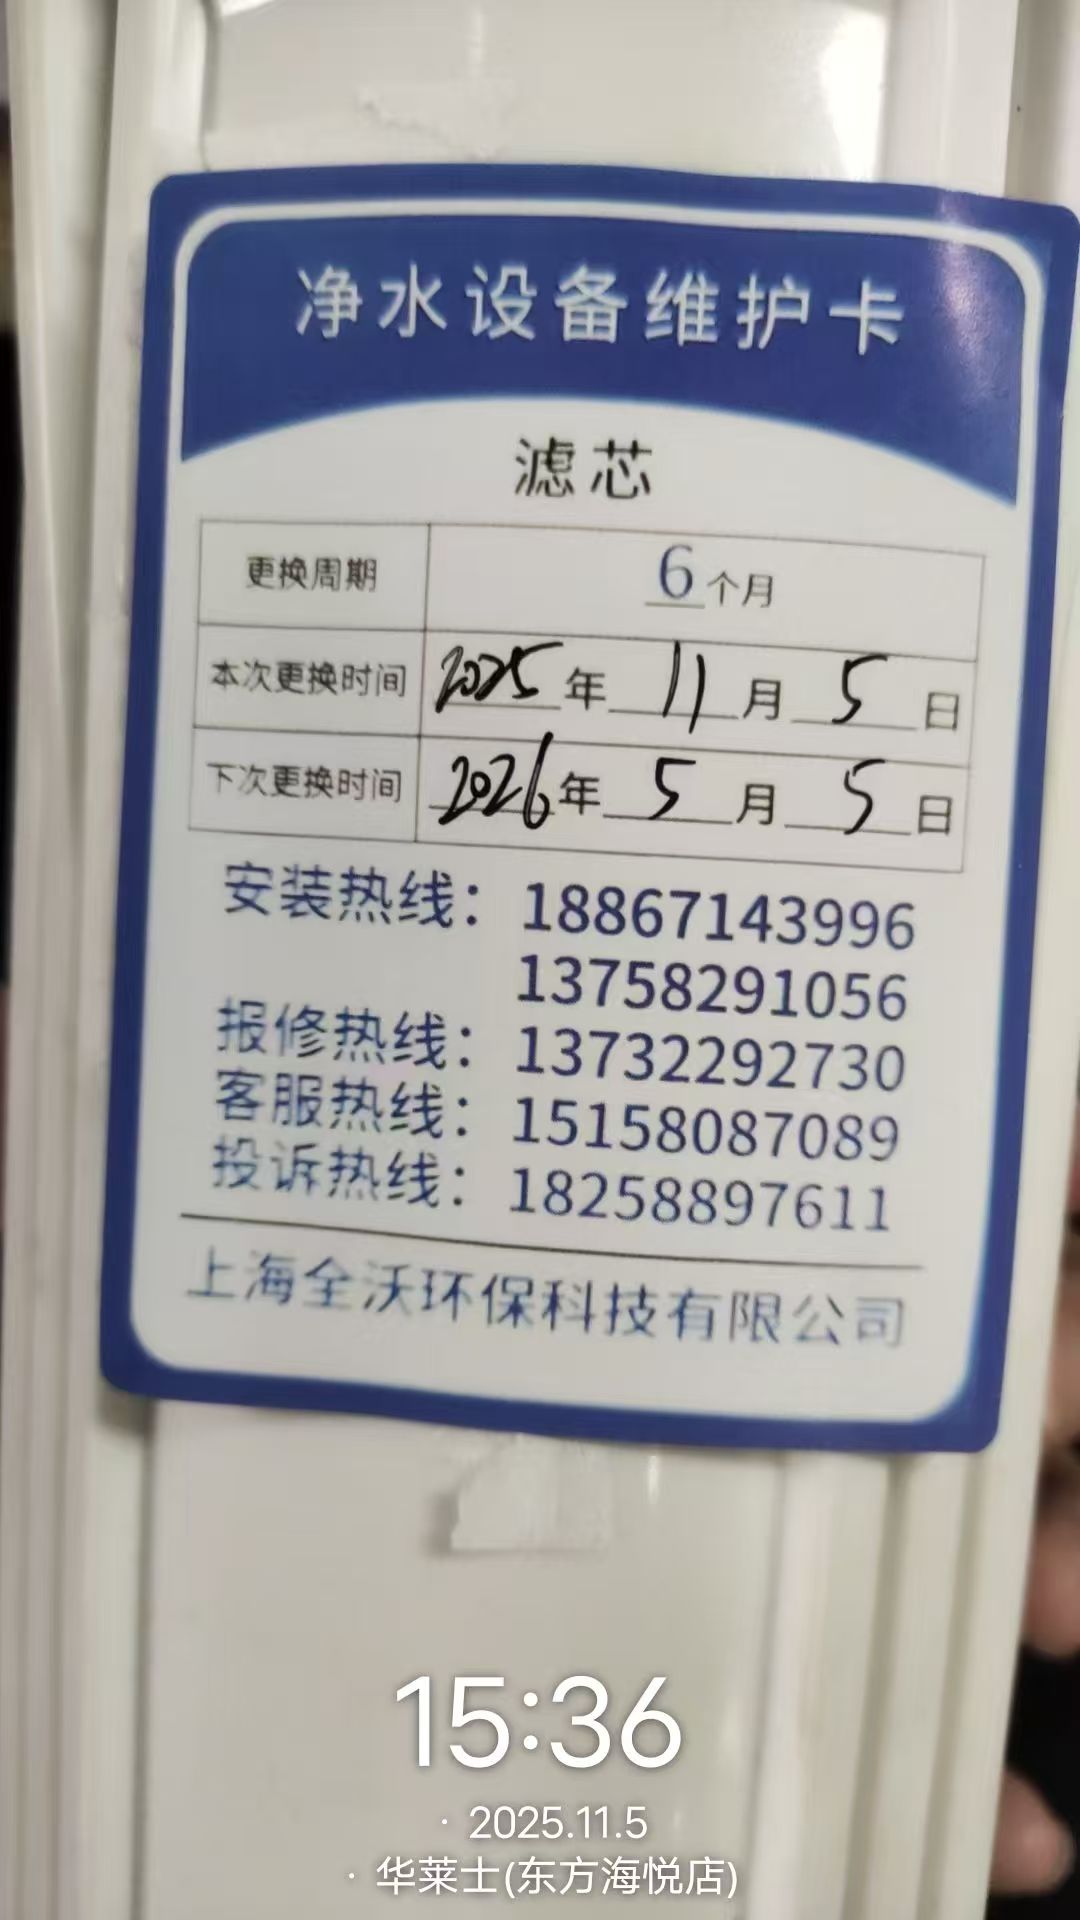 净水设备维护卡
滤芯
更换周期 6个月
本次更换时间 2025年11月5日
下次更换时间 2026年5月5日
安装热线：18867143996
13758291056
报修热线：13732292730
客服热线：15158087089
投诉热线：18258897611
上海全沃环保科技有限公司
15:36
· 2025.11.5
· 华莱士(东方海悦店)